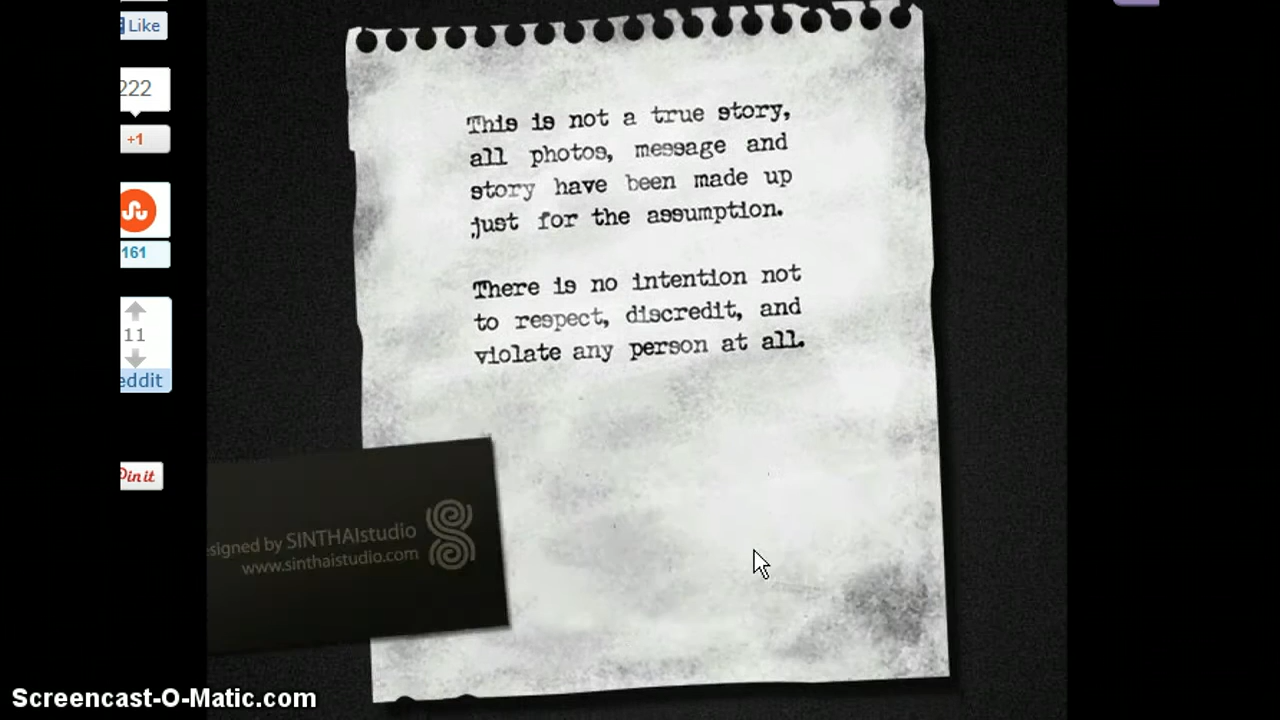 Like
222
+1
161
11
eddit
Pinit
This is not a true story,
all photos, message and
story have been made up
just for the assumption.
There is no intention not
to respect, discredit, and
violate any person at all.
esigned by SINTHAIstudio
www.sinthaistudio.com
Screencast-O-Matic.com